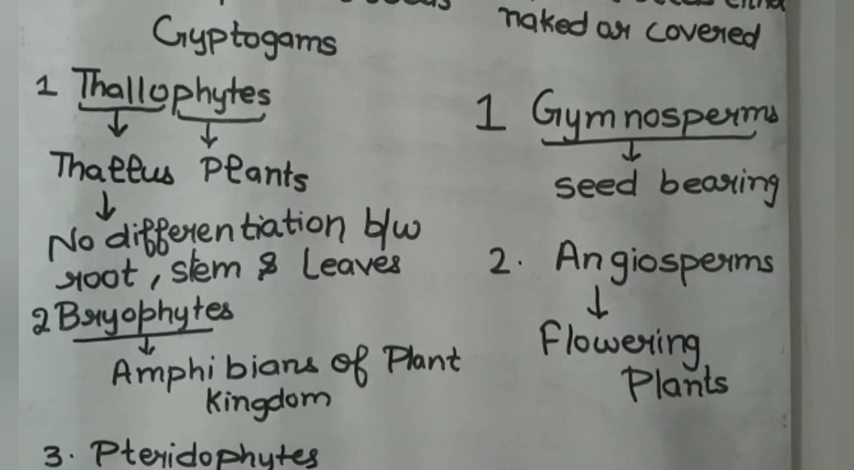 Cryptogams
1 Thallophytes
Thallus Plants
No differentiation b/w
root, stem & Leaves
2 Bryophytes
Amphibians of Plant
Kingdom
3. Pteridophytes
naked or covered
1 Gymnosperms
seed bearing
2. Angiosperms
Flowering
Plants